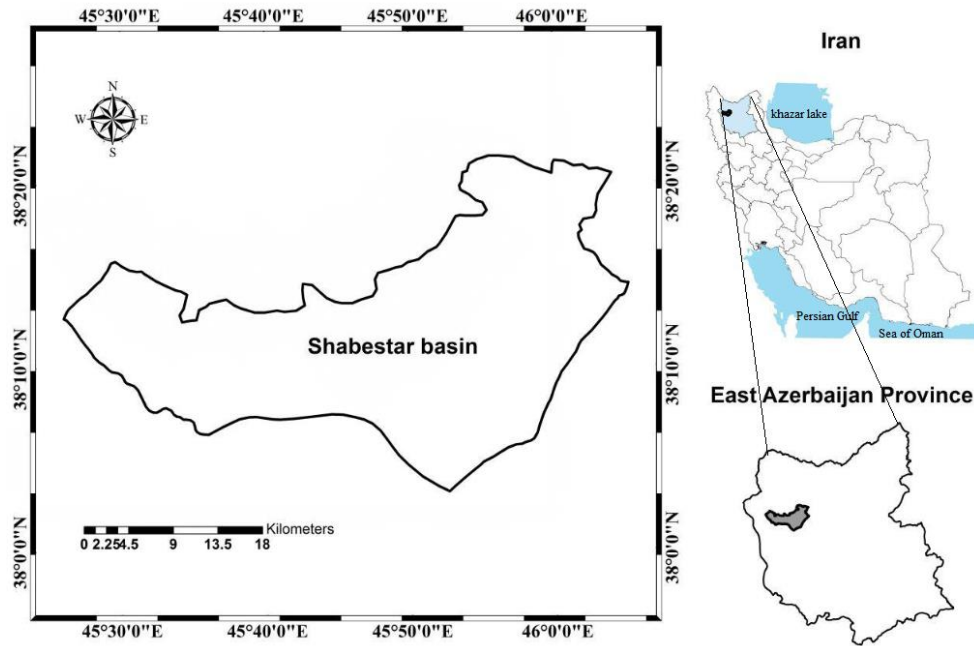 45°30'0"E 45°40'0"E 45°50'0"E 46°0'0"E
38°20'0"N
38°10'0"N
38°0'0"N
N
W E
S
Shabestar basin
Kilometers
0 2.25 4.5 9 13.5 18
38°20'0"N
38°10'0"N
38°0'0"N
45°30'0"E 45°40'0"E 45°50'0"E 46°0'0"E
Iran
khazar lake
Persian Gulf
Sea of Oman
East Azerbaijan Province